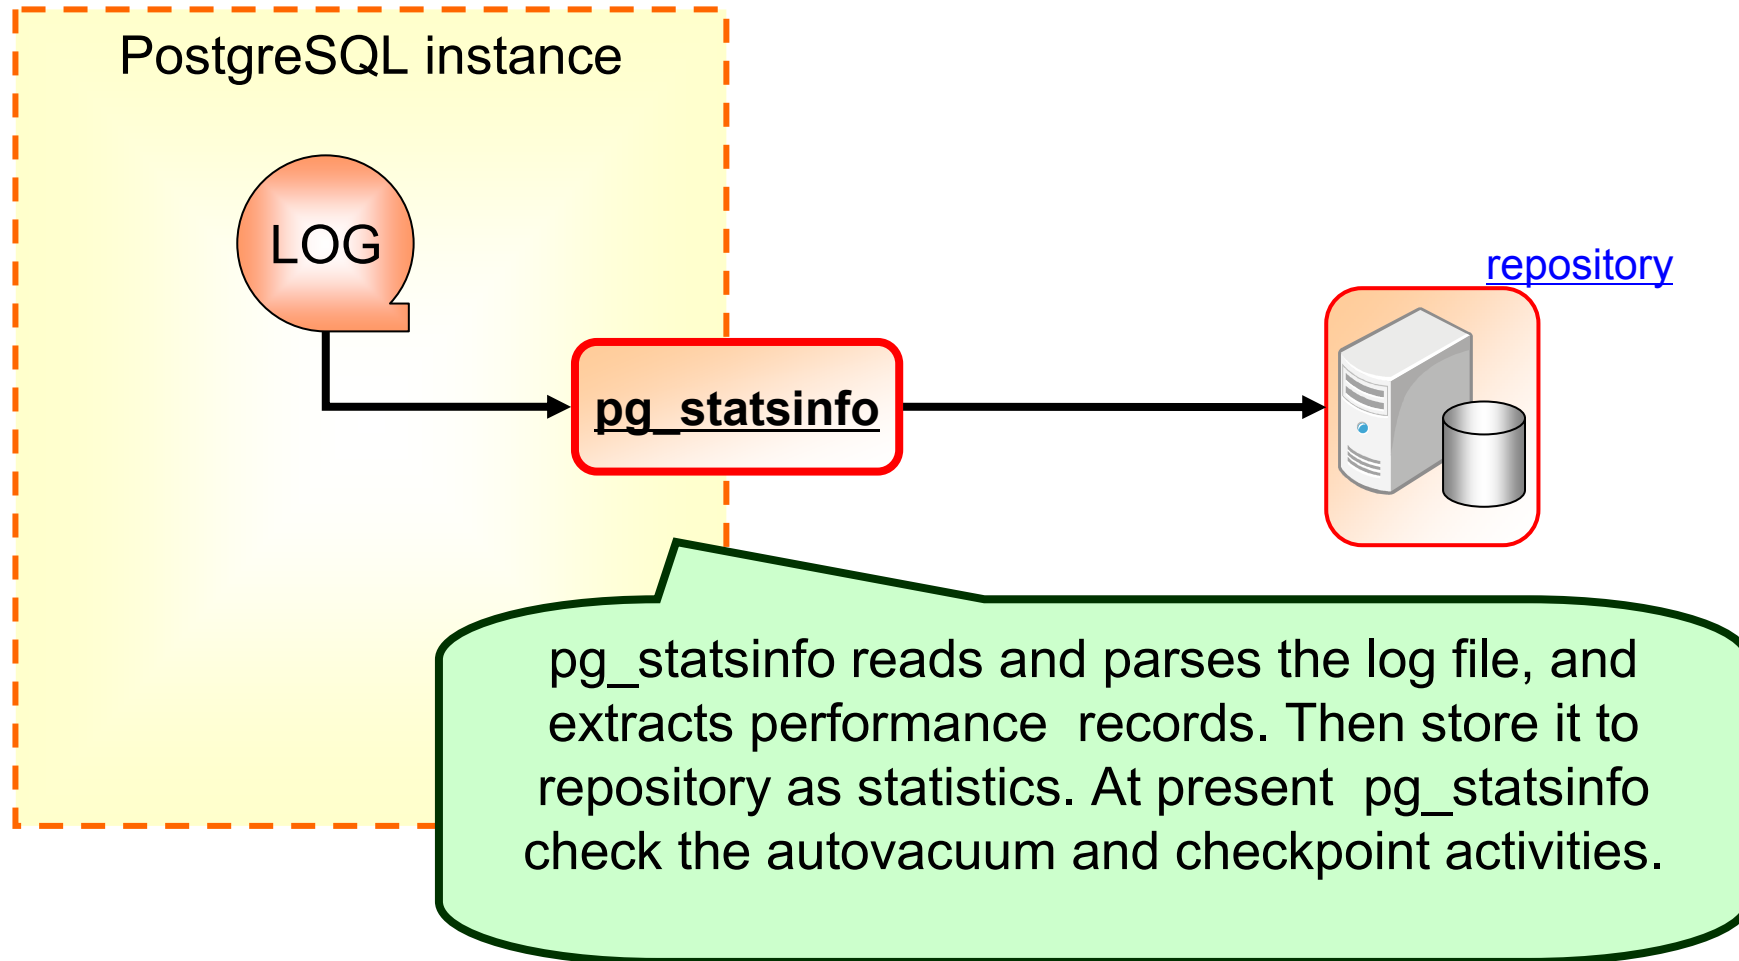 PostgreSQL instance
LOG
repository
pg_statsinfo
pg_statsinfo reads and parses the log file, and
extracts performance  records. Then store it to
repository as statistics. At present  pg_statsinfo
check the autovacuum and checkpoint activities.